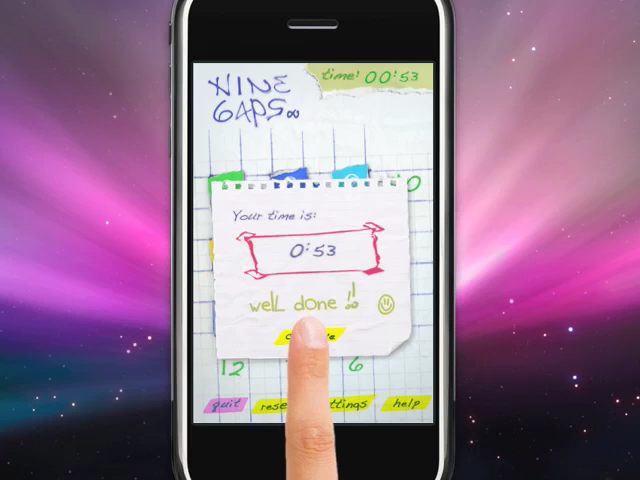 NINE
GAPS∞
time: 00:53
Your time is:
0:53
well done !!
12
6
quit
help